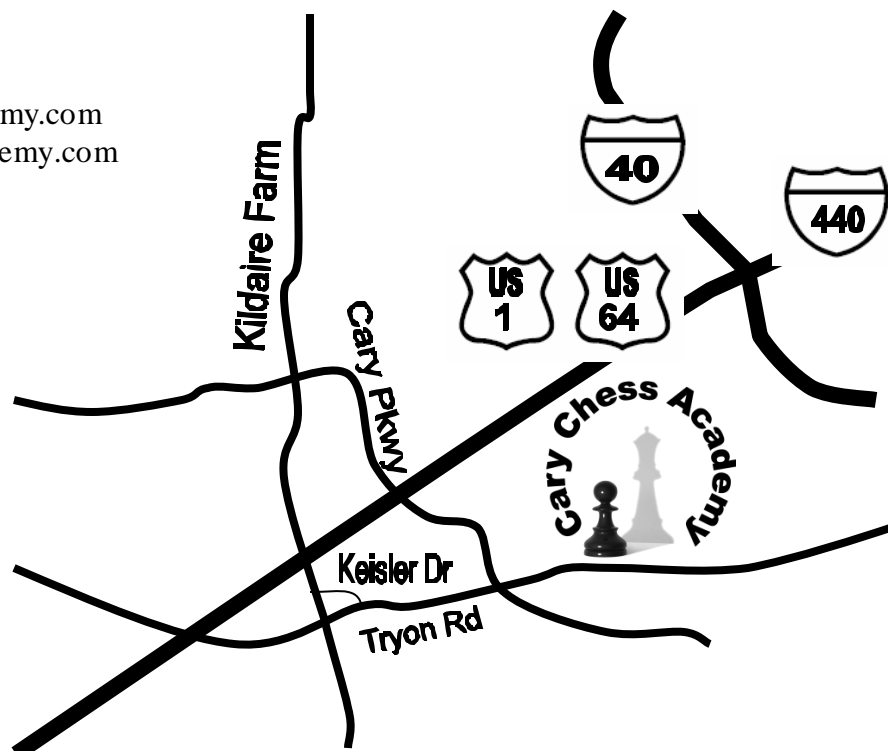 my.com
emy.com
Kildaire Farm
Cary Pkwy
40
440
US
1
US
64
Cary Chess Academy
Keisler Dr
Tryon Rd